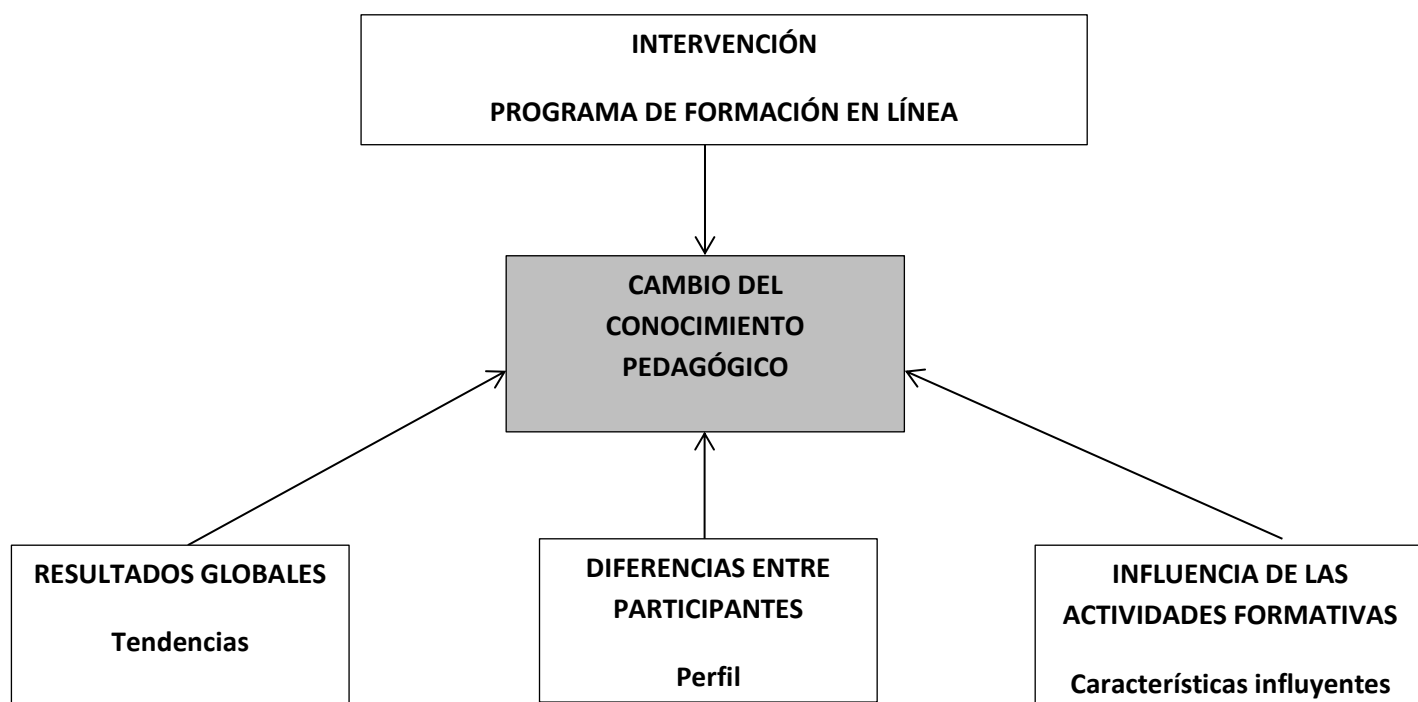 INTERVENCIÓN
PROGRAMA DE FORMACIÓN EN LÍNEA
CAMBIO DEL
CONOCIMIENTO
PEDAGÓGICO
RESULTADOS GLOBALES
Tendencias
DIFERENCIAS ENTRE
PARTICIPANTES
Perfil
INFLUENCIA DE LAS
ACTIVIDADES FORMATIVAS
Características influyentes